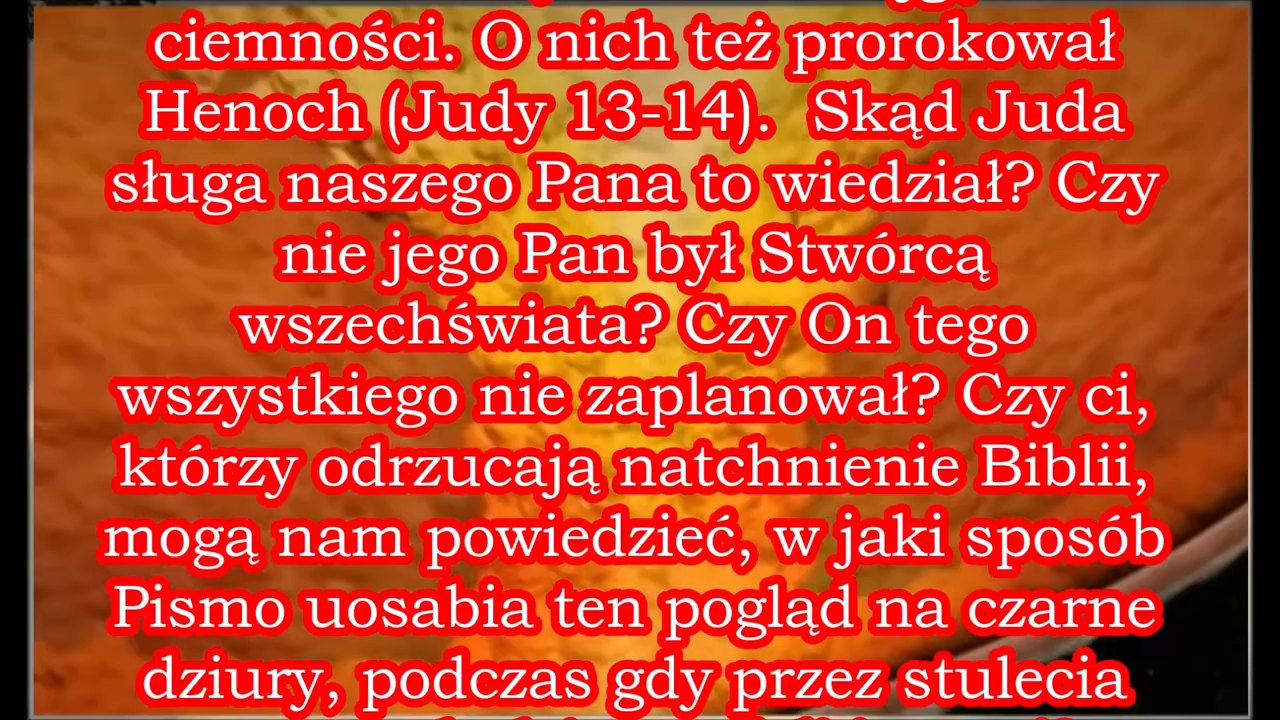 ciemności. O nich też prorokował
Henoch (Judy 13-14).  Skąd Juda
sługa naszego Pana to wiedział? Czy
nie jego Pan był Stwórcą
wszechświata? Czy On tego
wszystkiego nie zaplanował? Czy ci,
którzy odrzucają natchnienie Biblii,
mogą nam powiedzieć, w jaki sposób
Pismo uosabia ten pogląd na czarne
dziury, podczas gdy przez stulecia